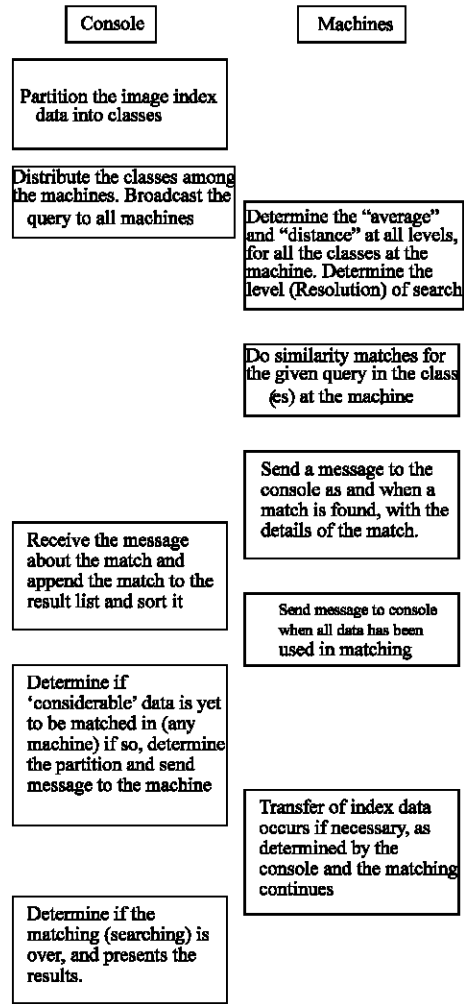 Console
Machines
Partition the image index
data into classes
Distribute the classes among
the machines. Broadcast the
query to all machines
Determine the “average”
and “distance” at all levels,
for all the classes at the
machine. Determine the
level (Resolution) of search
Do similarity matches for
the given query in the class
(es) at the machine
Send a message to the
console as and when a
match is found, with the
details of the match.
Receive the message
about the match and
append the match to the
result list and sort it
Send message to console
when all data has been
used in matching
Determine if
‘considerable’ data is yet
to be matched in (any
machine) if so, determine
the partition and send
message to the machine
Transfer of index data
occurs if necessary, as
determined by the
console and the matching
continues
Determine if the
matching (searching) is
over, and presents the
results.